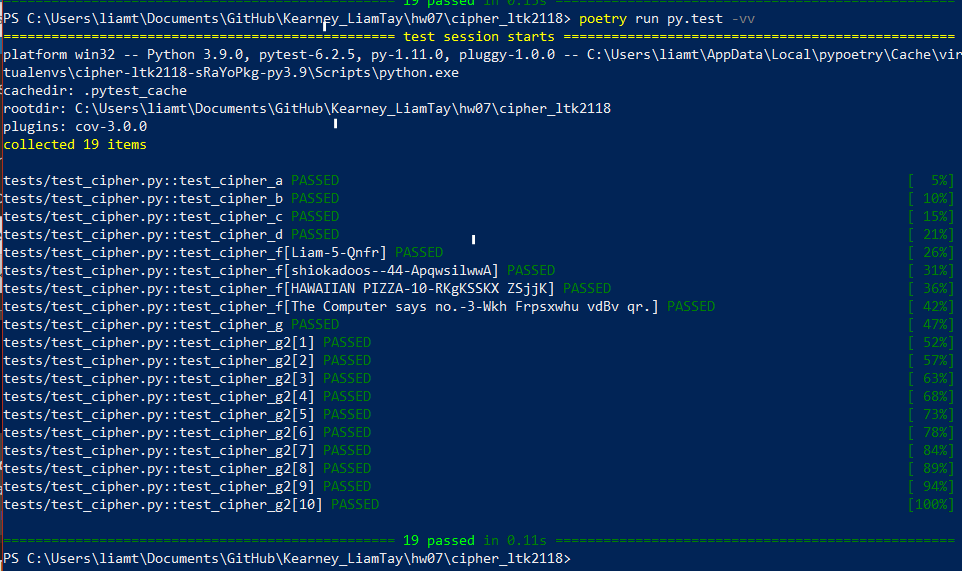 19 passed in 0.13s
PS C:\Users\liamt\Documents\GitHub\Kearney_LiamTay\hw07\cipher_ltk2118> poetry run py.test -vv
================================================= test session starts ==================================================
platform win32 -- Python 3.9.0, pytest-6.2.5, py-1.11.0, pluggy-1.0.0 -- C:\Users\liamt\AppData\Local\pypoetry\Cache\vir
tualenvs\cipher-ltk2118-sRaYoPkg-py3.9\Scripts\python.exe
cachedir: .pytest_cache
rootdir: C:\Users\liamt\Documents\GitHub\Kearney_LiamTay\hw07\cipher_ltk2118
plugins: cov-3.0.0
collected 19 items
tests/test_cipher.py::test_cipher_a PASSED [  5%]
tests/test_cipher.py::test_cipher_b PASSED [ 10%]
tests/test_cipher.py::test_cipher_c PASSED [ 15%]
tests/test_cipher.py::test_cipher_d PASSED [ 21%]
tests/test_cipher.py::test_cipher_f[Liam-5-Qnfr] PASSED [ 26%]
tests/test_cipher.py::test_cipher_f[shiokadoos--44-ApqwsilwwA] PASSED [ 31%]
tests/test_cipher.py::test_cipher_f[HAWAIIAN PIZZA-10-RKgKSSKX ZSjjK] PASSED [ 36%]
tests/test_cipher.py::test_cipher_f[The Computer says no.-3-Wkh Frpsxwhu vdBv qr.] PASSED [ 42%]
tests/test_cipher.py::test_cipher_g PASSED [ 47%]
tests/test_cipher.py::test_cipher_g2[1] PASSED [ 52%]
tests/test_cipher.py::test_cipher_g2[2] PASSED [ 57%]
tests/test_cipher.py::test_cipher_g2[3] PASSED [ 63%]
tests/test_cipher.py::test_cipher_g2[4] PASSED [ 68%]
tests/test_cipher.py::test_cipher_g2[5] PASSED [ 73%]
tests/test_cipher.py::test_cipher_g2[6] PASSED [ 78%]
tests/test_cipher.py::test_cipher_g2[7] PASSED [ 84%]
tests/test_cipher.py::test_cipher_g2[8] PASSED [ 89%]
tests/test_cipher.py::test_cipher_g2[9] PASSED [ 94%]
tests/test_cipher.py::test_cipher_g2[10] PASSED [100%]
================================================= 19 passed in 0.11s ===================================================
PS C:\Users\liamt\Documents\GitHub\Kearney_LiamTay\hw07\cipher_ltk2118>